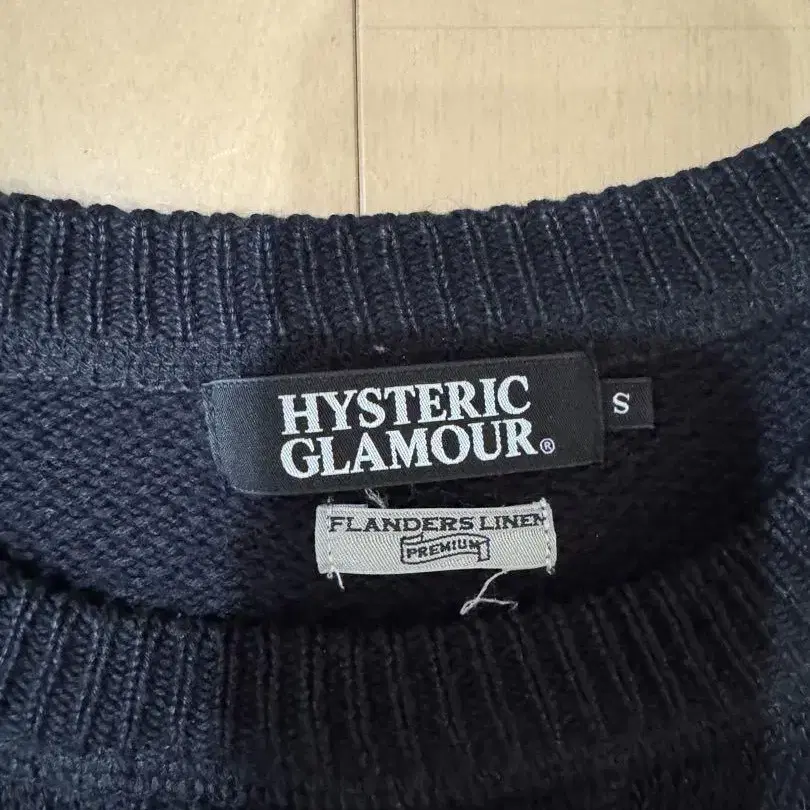 HYSTERIC
GLAMOUR®
S
FLANDERS LINEN
PREMIUM